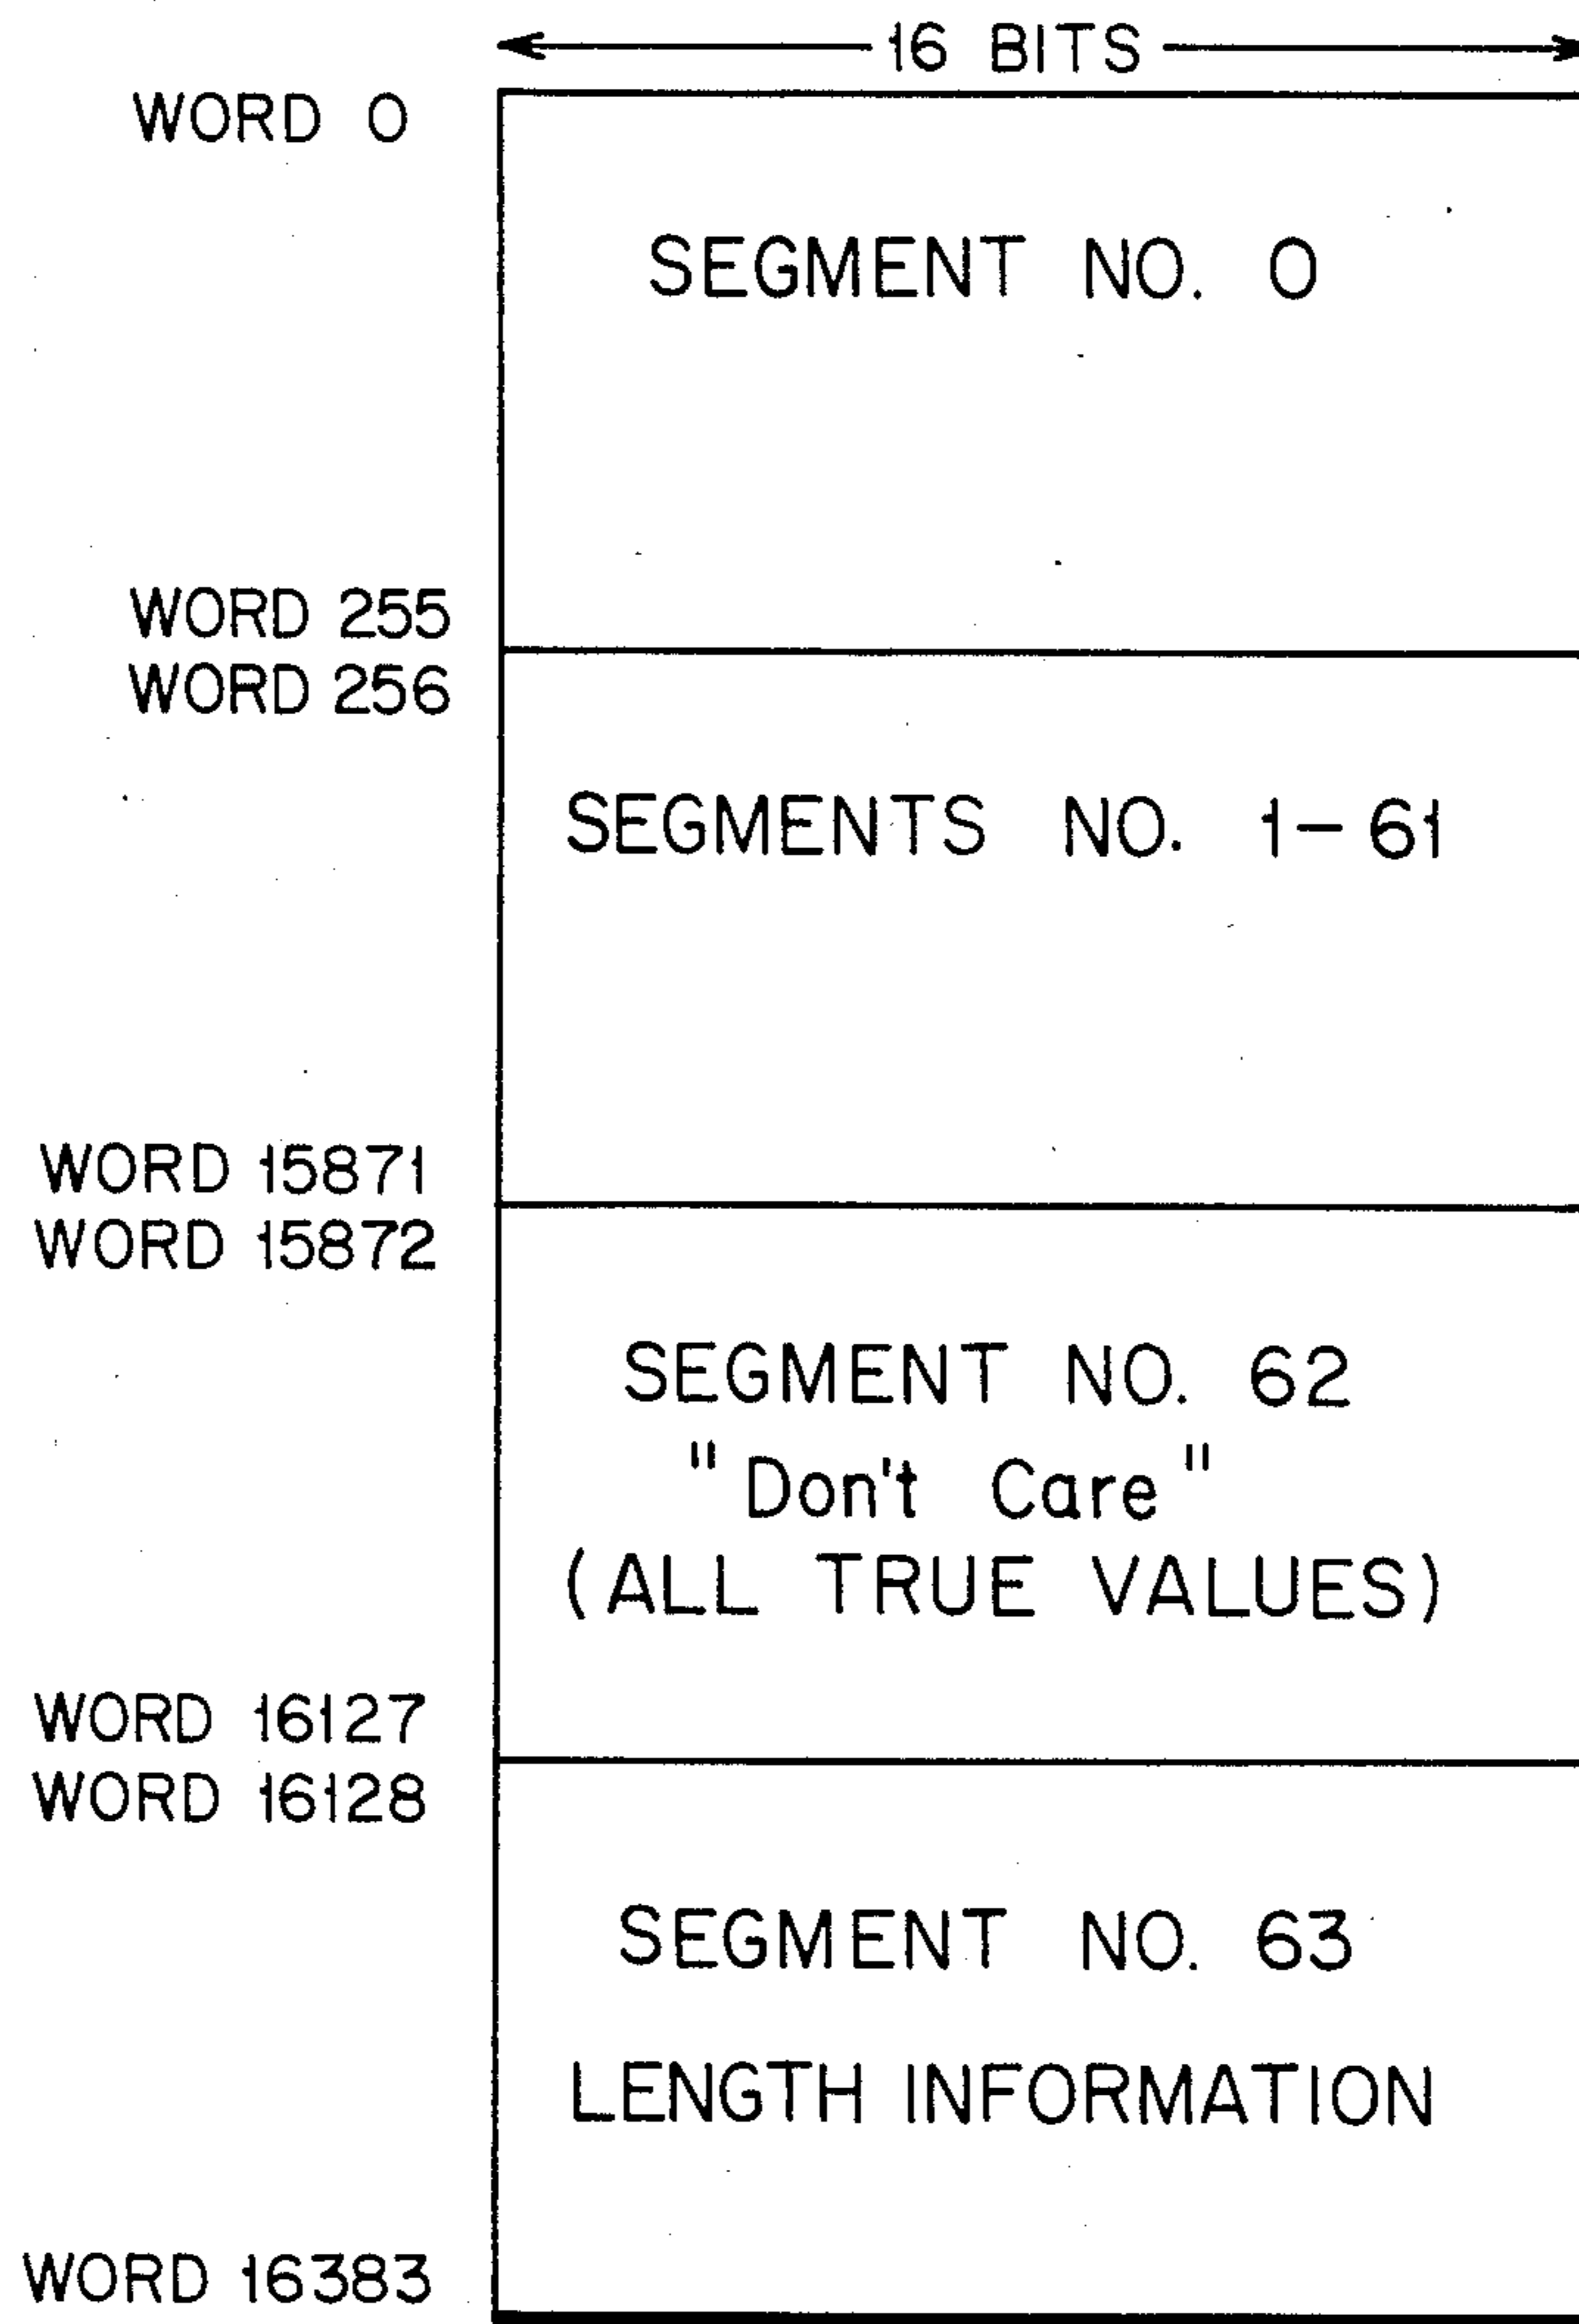 16 BITS
WORD 0
SEGMENT NO. 0
WORD 255
WORD 256
SEGMENTS NO. 1-61
WORD 15871
WORD 15872
SEGMENT NO. 62
"Don't Care"
(ALL TRUE VALUES)
WORD 16127
WORD 16128
SEGMENT NO. 63
LENGTH INFORMATION
WORD 16383